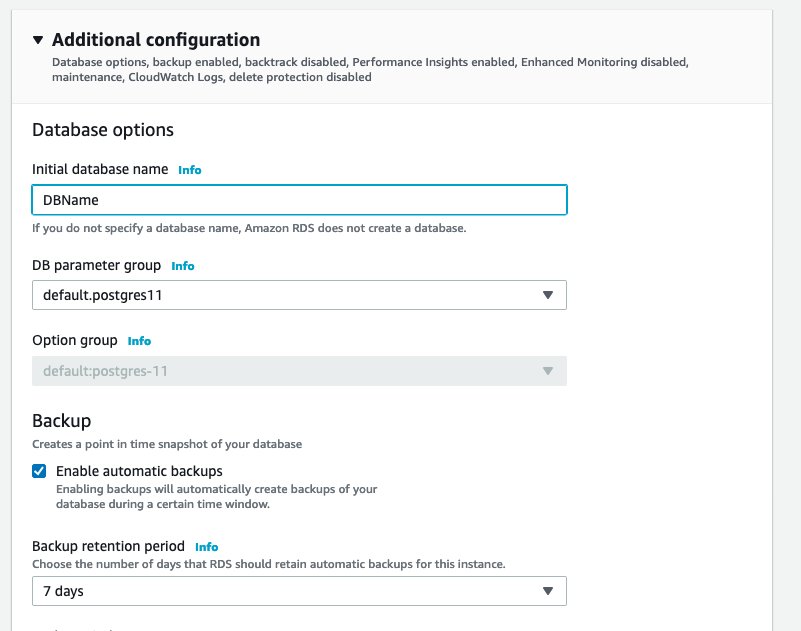 Additional configuration
Database options, backup enabled, backtrack disabled, Performance Insights enabled, Enhanced Monitoring disabled,
maintenance, CloudWatch Logs, delete protection disabled
Database options
Initial database name Info
DBName
If you do not specify a database name, Amazon RDS does not create a database.
DB parameter group Info
default.postgres11
Option group Info
default:postgres-11
Backup
Creates a point in time snapshot of your database
Enable automatic backups
Enabling backups will automatically create backups of your
database during a certain time window.
Backup retention period Info
Choose the number of days that RDS should retain automatic backups for this instance.
7 days